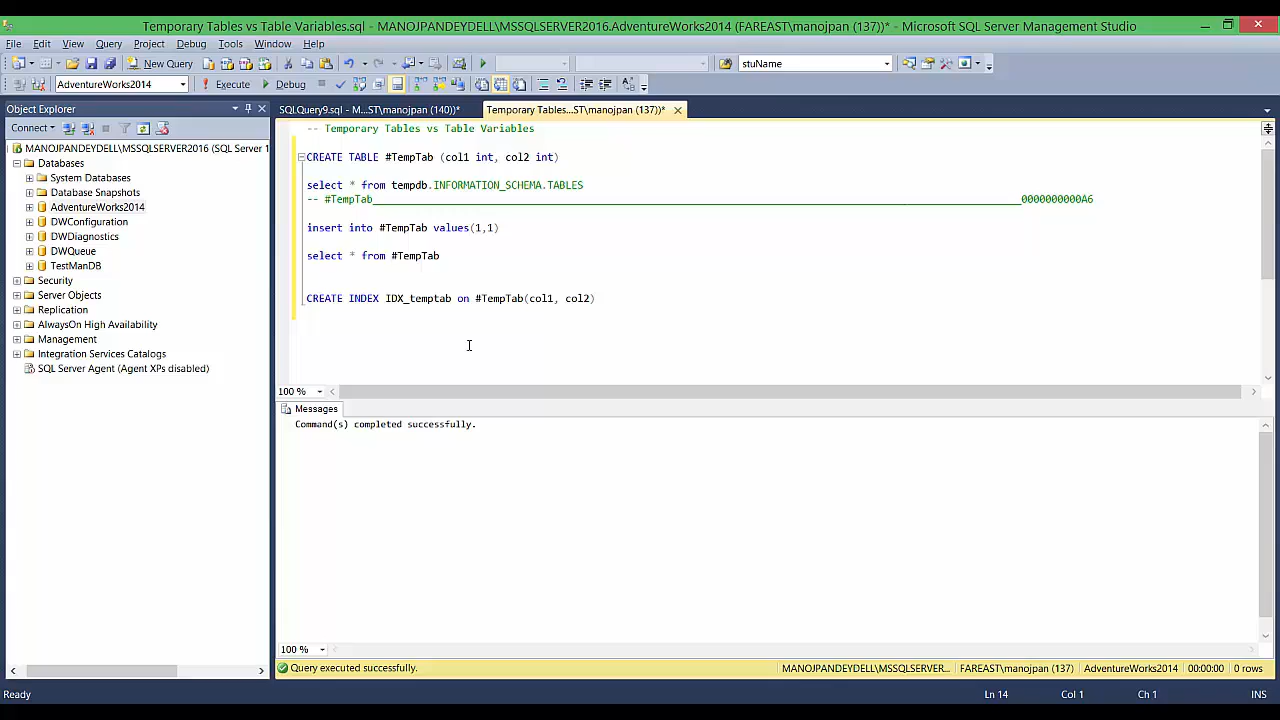 Temporary Tables vs Table Variables.sql - MANOJPANDEYDELL\MSSQLSERVER2016.AdventureWorks2014 (FAREAST\manojpan (137))* - Microsoft SQL Server Management Studio
File Edit View Query Project Debug Tools Window Help
New Query stuName
AdventureWorks2014 Execute Debug
Object Explorer
SQLQuery9.sql - M...ST\manojpan (140))* Temporary Tables...ST\manojpan (137))*
Connect
MANOJPANDEYDELL\MSSQLSERVER2016 (SQL Server 1
Databases
System Databases
Database Snapshots
AdventureWorks2014
DWConfiguration
DWDiagnostics
DWQueue
TestManDB
Security
Server Objects
Replication
AlwaysOn High Availability
Management
Integration Services Catalogs
SQL Server Agent (Agent XPs disabled)
-- Temporary Tables vs Table Variables
CREATE TABLE #TempTab (col1 int, col2 int)
select * from tempdb.INFORMATION_SCHEMA.TABLES
-- #TempTab____________________________________________________________________________________________________________0000000000A6
insert into #TempTab values(1,1)
select * from #TempTab
CREATE INDEX IDX_temptab on #TempTab(col1, col2)
100 %
Messages
Command(s) completed successfully.
100 %
Query executed successfully. MANOJPANDEYDELL\MSSQLSERVER... FAREAST\manojpan (137) AdventureWorks2014 00:00:00 0 rows
Ready Ln 14 Col 1 Ch 1 INS